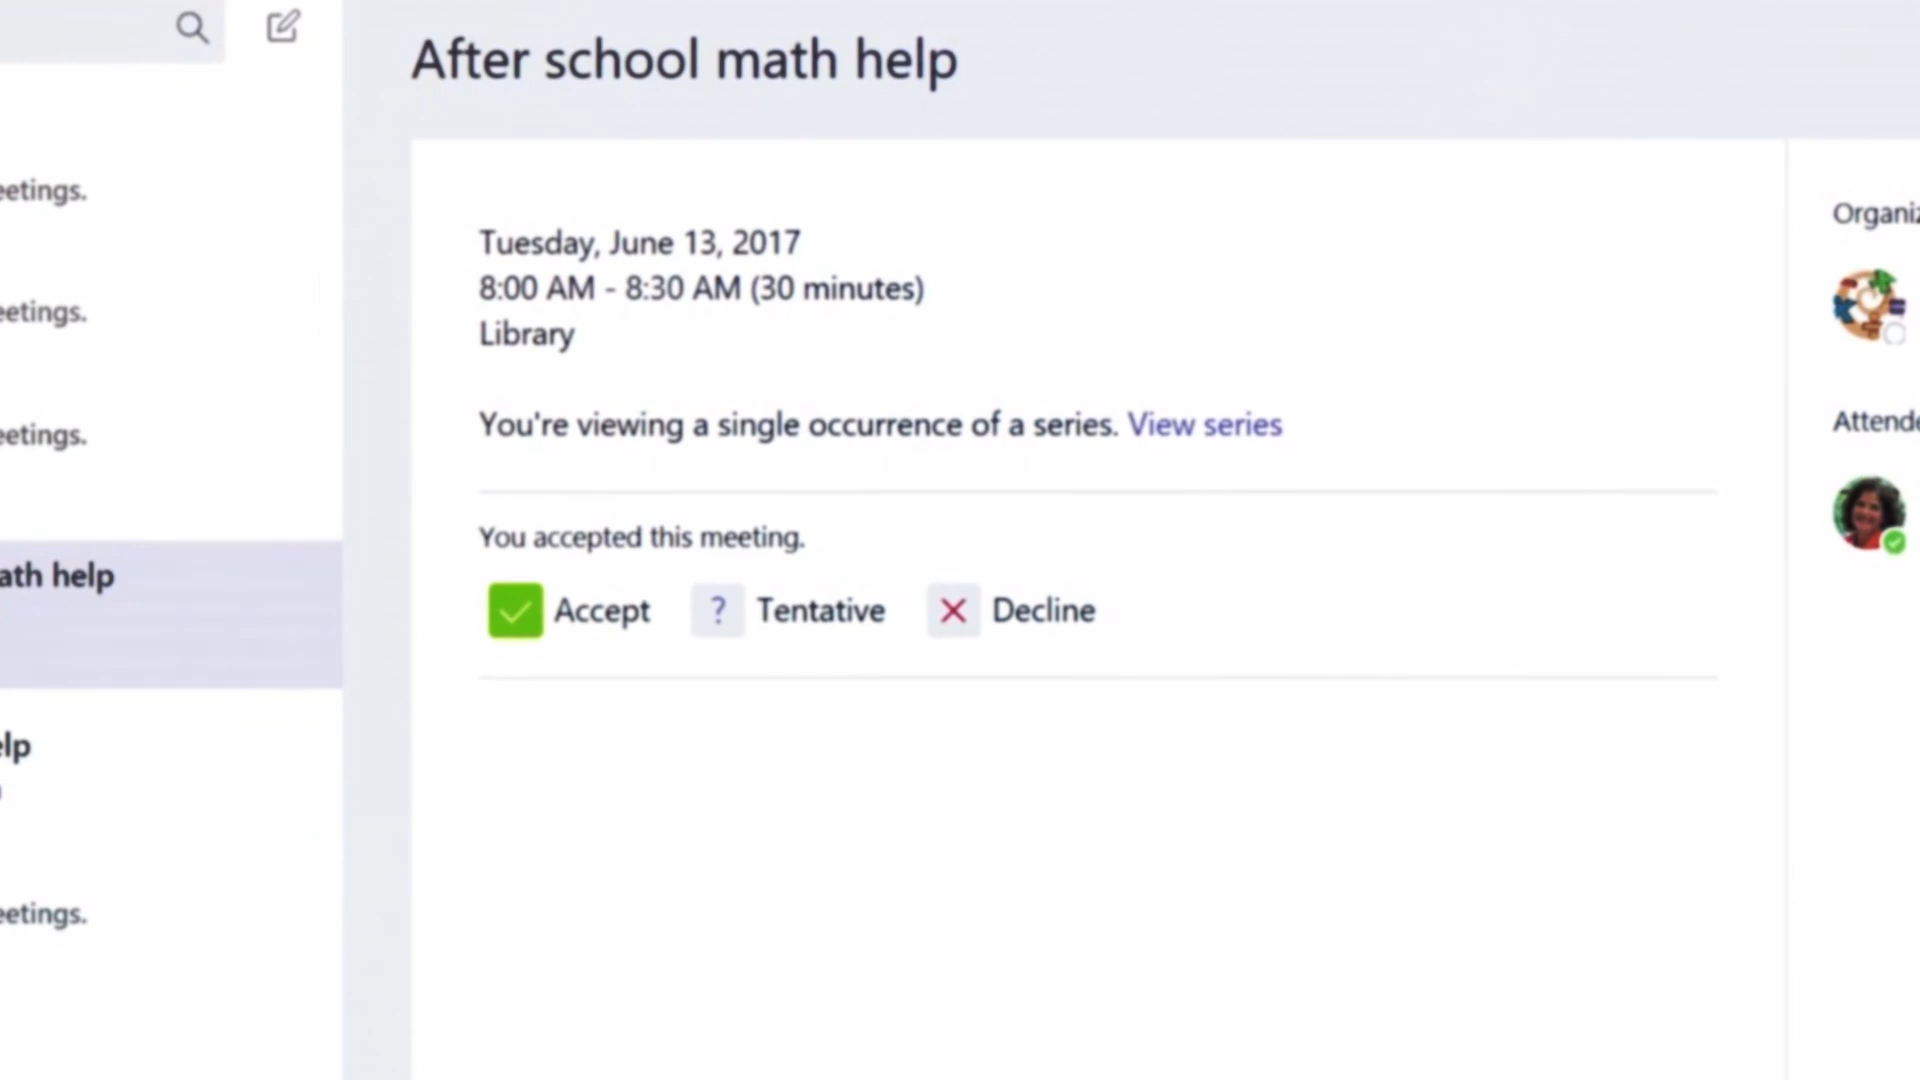 After school math help
eetings.
eetings.
eetings.
ath help
elp
eetings.
Tuesday, June 13, 2017
8:00 AM - 8:30 AM (30 minutes)
Library
You're viewing a single occurrence of a series. View series
You accepted this meeting.
? Accept Tentative Decline
Organiz
Attende